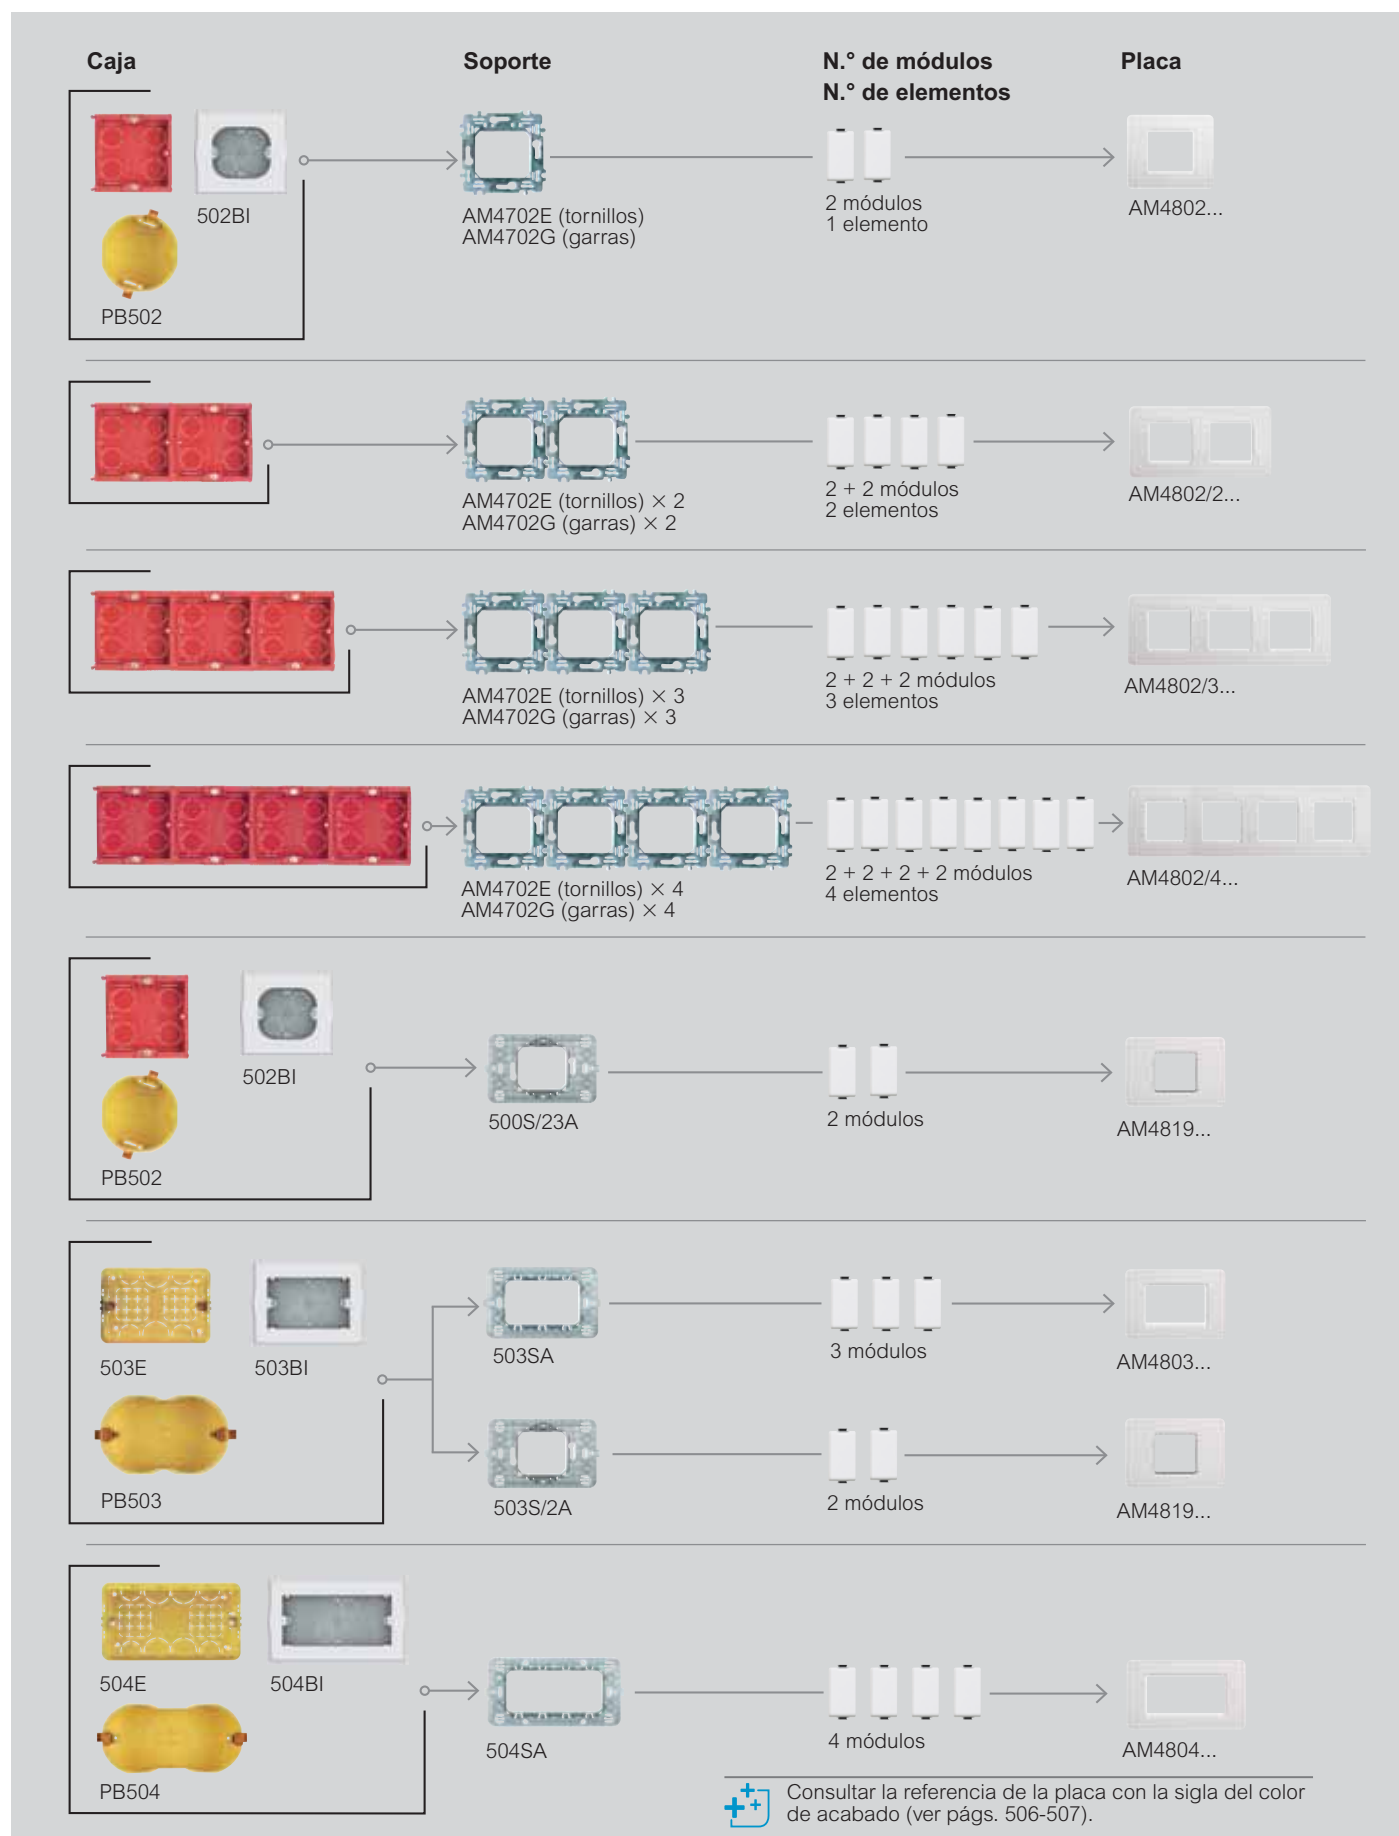 Caja
Soporte
N.° de módulos
N.° de elementos
Placa
502BI
PB502
AM4702E (tornillos)
AM4702G (garras)
2 módulos
1 elemento
AM4802...
AM4702E (tornillos) × 2
AM4702G (garras) × 2
2 + 2 módulos
2 elementos
AM4802/2...
AM4702E (tornillos) × 3
AM4702G (garras) × 3
2 + 2 + 2 módulos
3 elementos
AM4802/3...
AM4702E (tornillos) × 4
AM4702G (garras) × 4
2 + 2 + 2 + 2 módulos
4 elementos
AM4802/4...
502BI
PB502
500S/23A
2 módulos
AM4819...
503E
503BI
PB503
503SA
3 módulos
AM4803...
503S/2A
2 módulos
AM4819...
504E
504BI
PB504
504SA
4 módulos
AM4804...
Consultar la referencia de la placa con la sigla del color
de acabado (ver págs. 506-507).